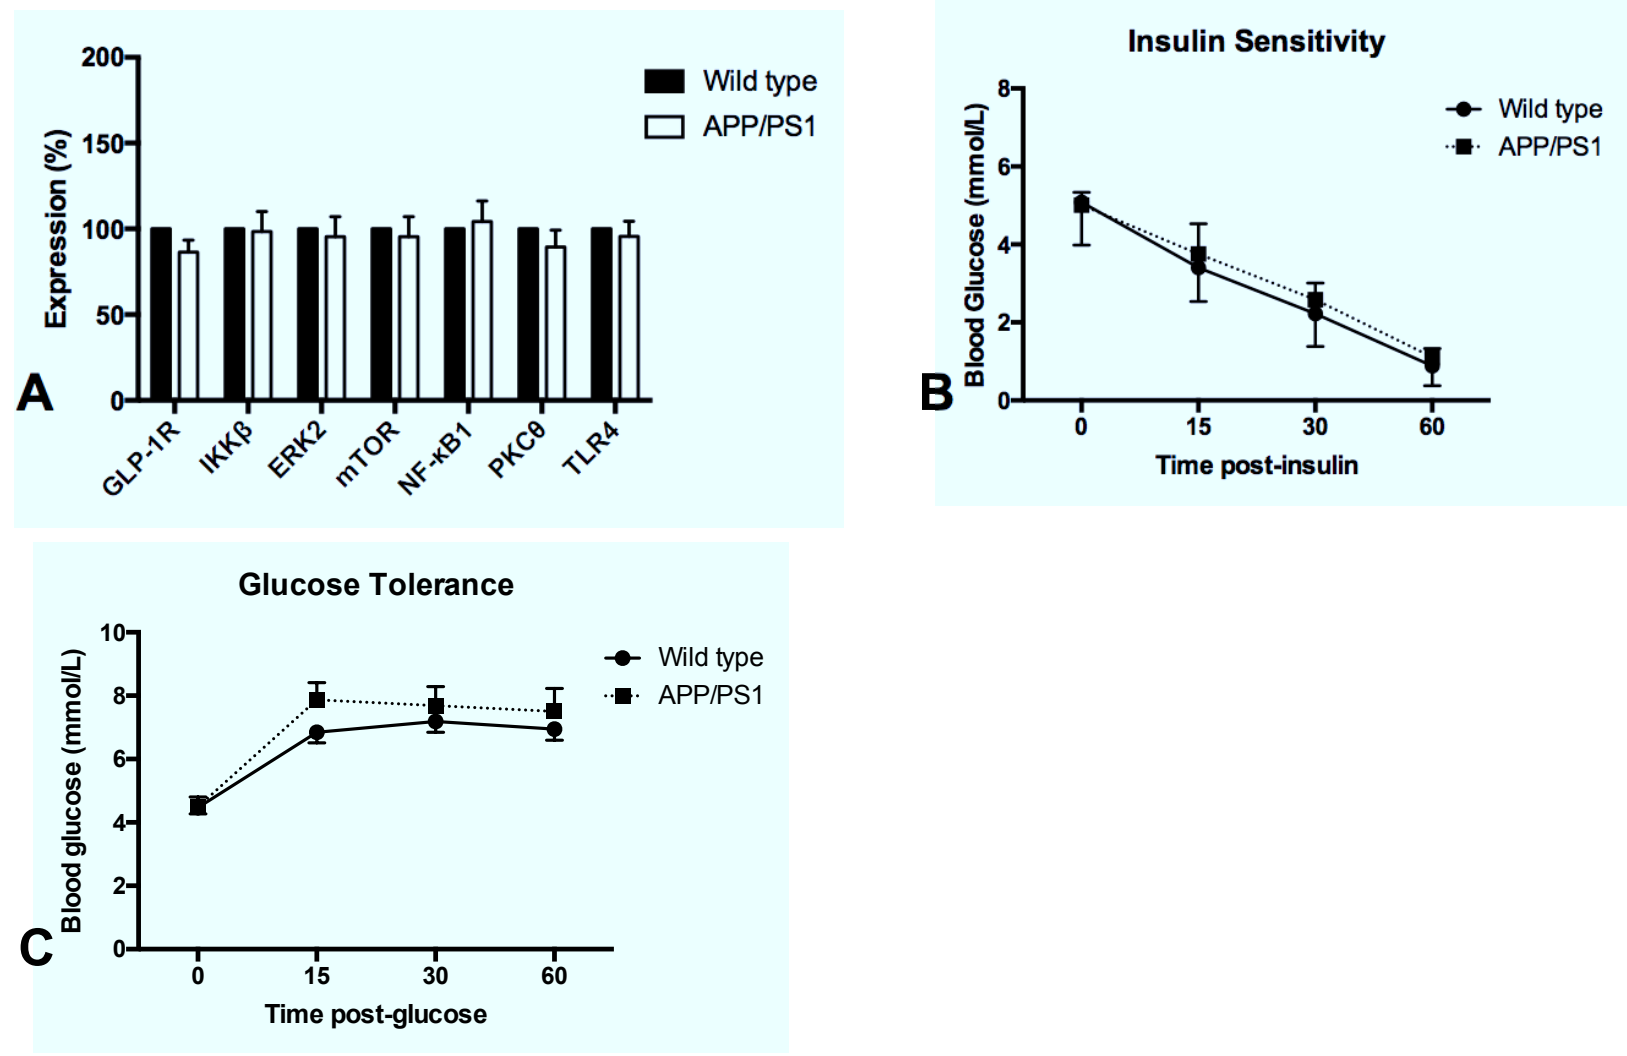 200
150
100
50
0
Expression (%)
Wild type
APP/PS1
GLP-1R
IKKβ
ERK2
mTOR
NF-κB1
PKCθ
TLR4
A
Insulin Sensitivity
8
6
4
2
0
Blood Glucose (mmol/L)
Wild type
APP/PS1
0 15 30 60
Time post-insulin
B
Glucose Tolerance
10
8
6
4
2
0
Blood glucose (mmol/L)
Wild type
APP/PS1
0 15 30 60
Time post-glucose
C